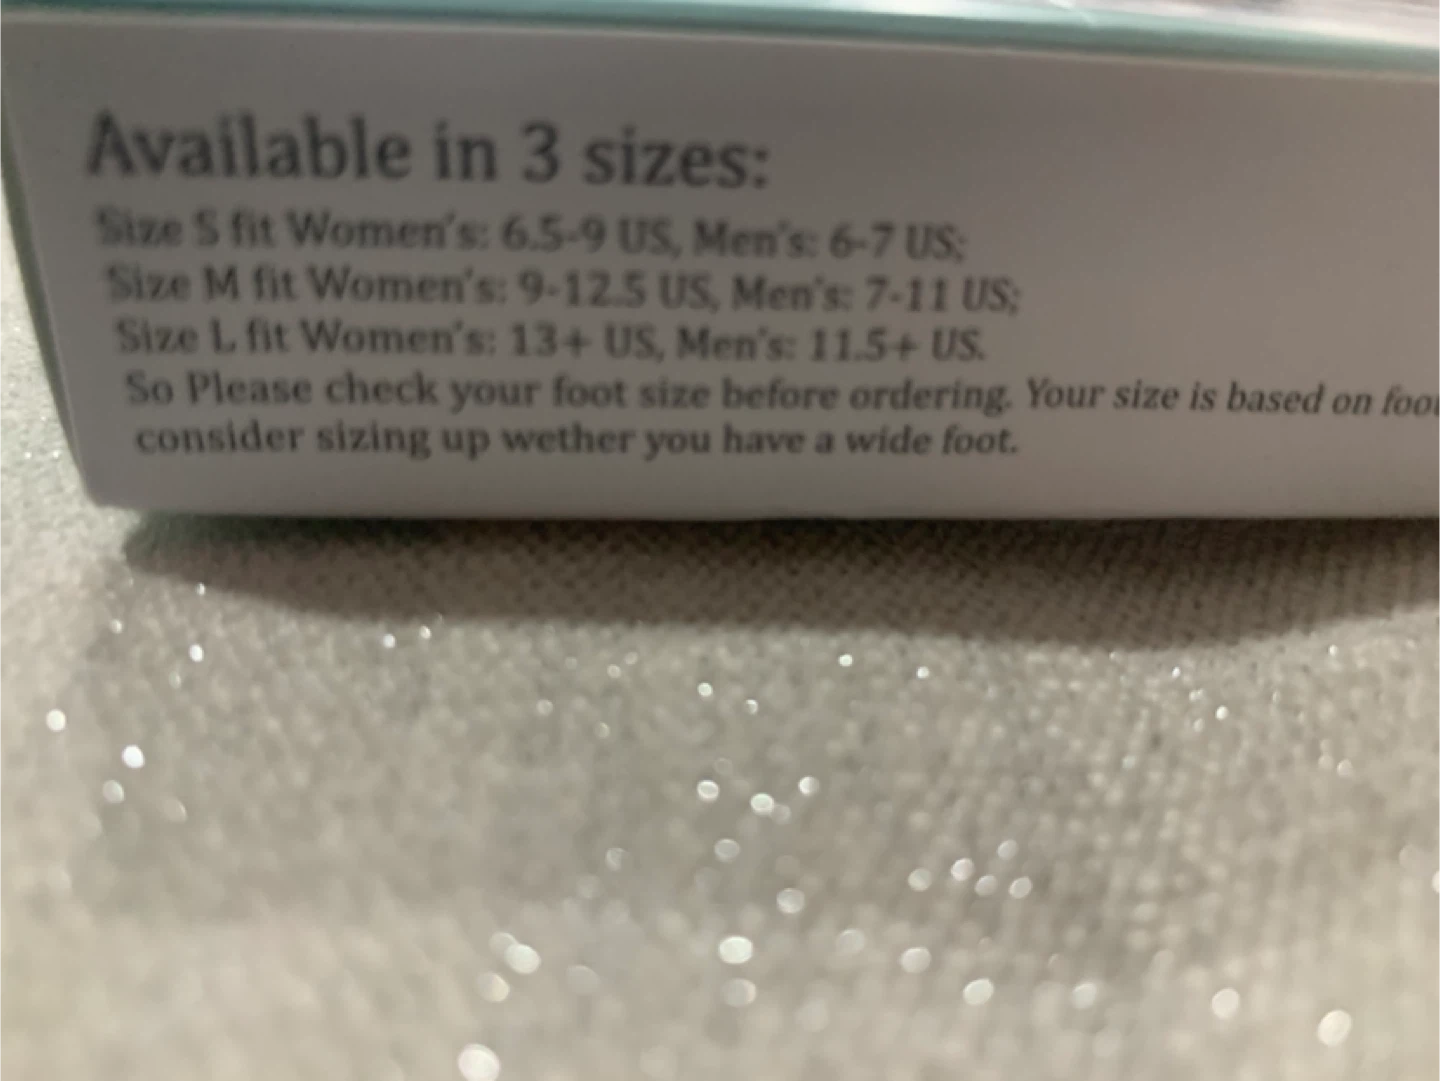 Available in 3 sizes:
Size S fit Women's: 6.5-9 US, Men's: 6-7 US;
Size M fit Women's: 9-12.5 US, Men's: 7-11 US;
Size L fit Women's: 13+ US, Men's: 11.5+ US.
So Please check your foot size before ordering. Your size is based on foot
consider sizing up wether you have a wide foot.